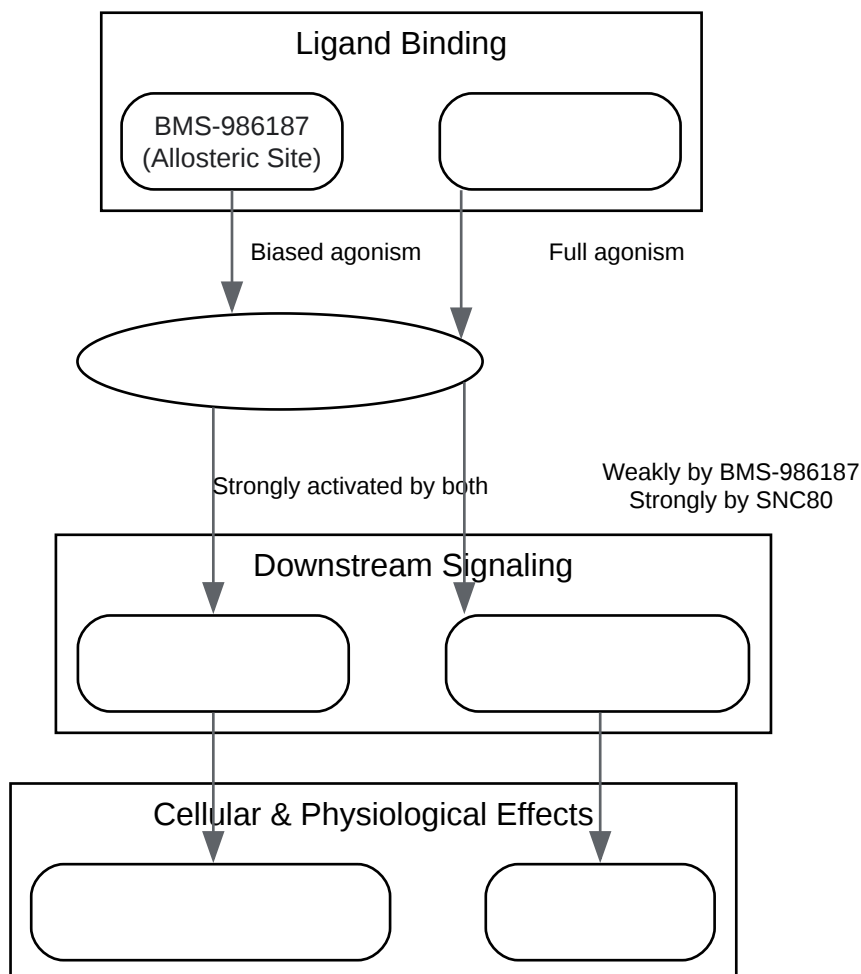 Ligand Binding
BMS-986187
(Allosteric Site)
Biased agonism
Full agonism
Strongly activated by both
Weakly by BMS-986187
Strongly by SNC80
Downstream Signaling
Cellular & Physiological Effects